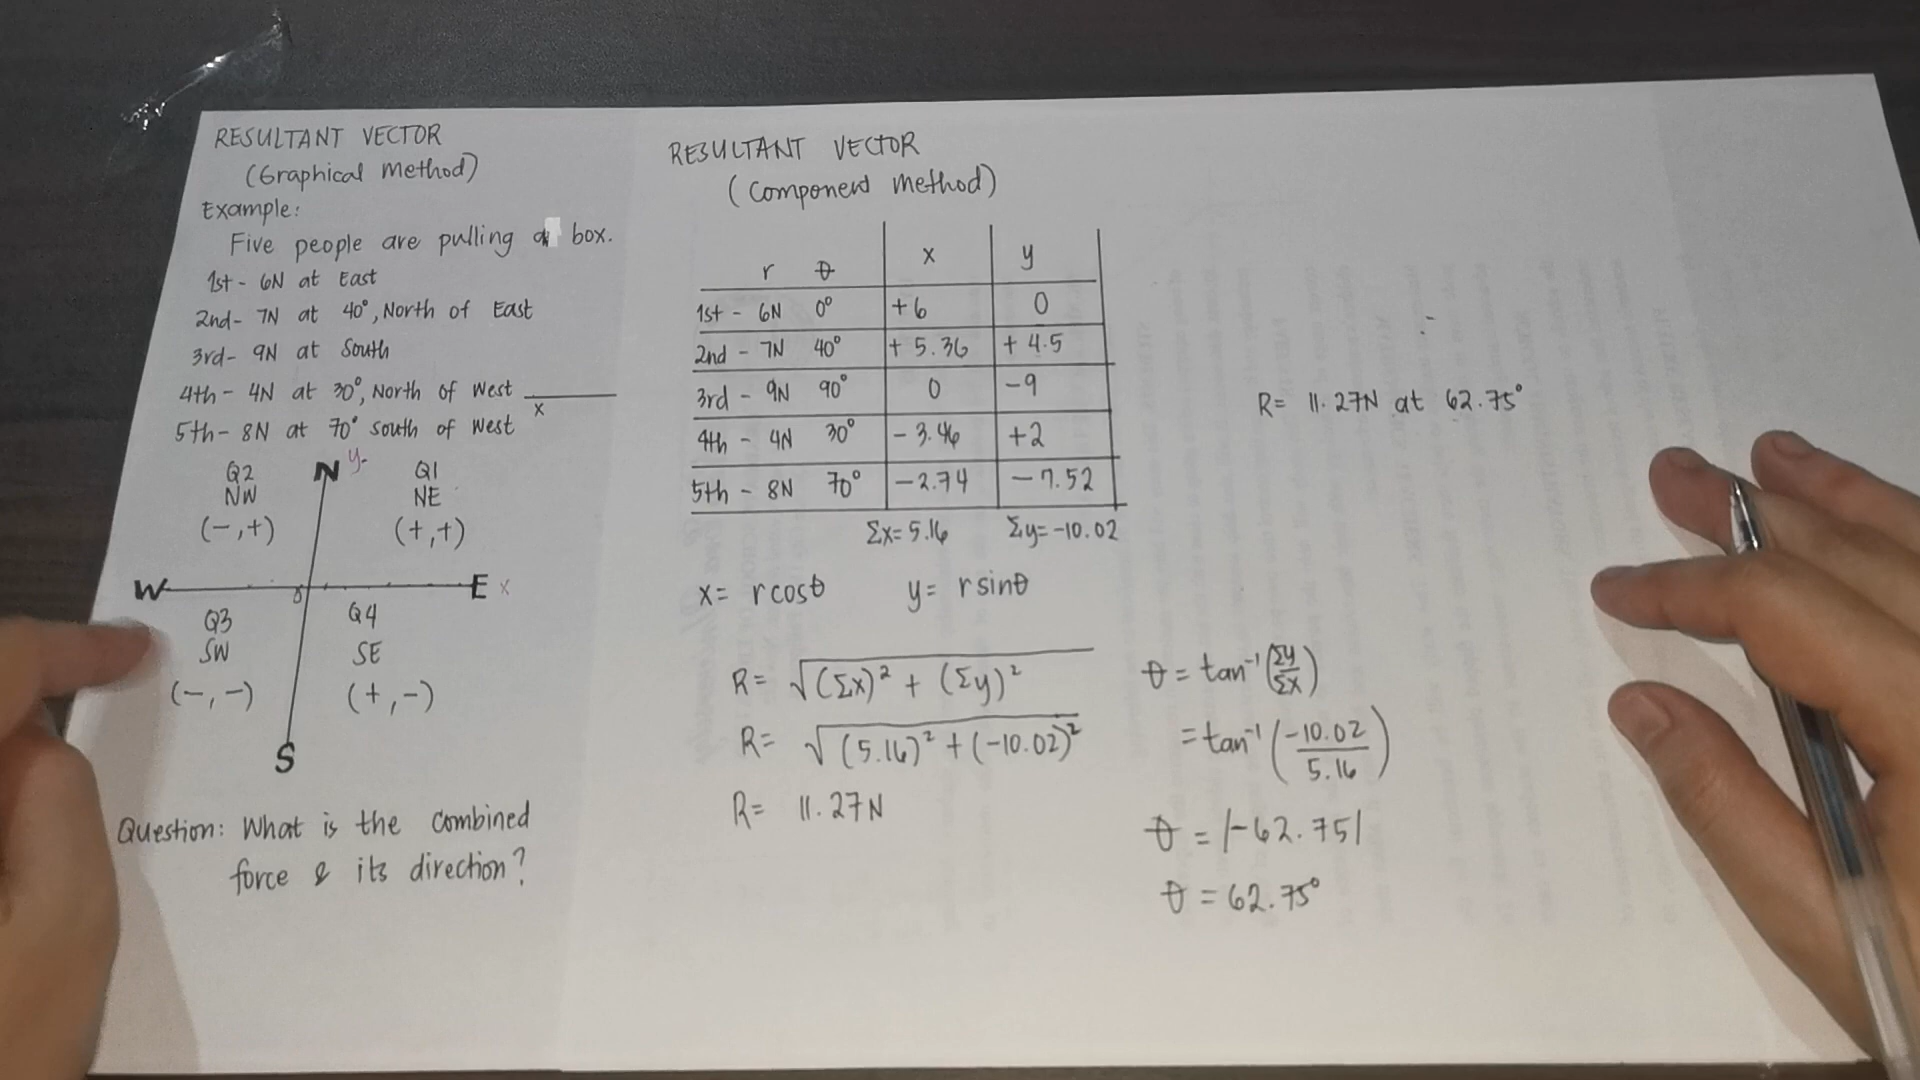 RESULTANT VECTOR
(Graphical Method)
Example:
Five people are pulling a box.
1st - 6N at East
2nd - 7N at 40°, North of East
3rd - 9N at South
4th - 4N at 30°, North of West
x
5th - 8N at 70° South of West
N y
Q2
NW
(-,+)
Q1
NE
(+,+)
W
E x
Q3
SW
(-,-)
Q4
SE
(+,-)
S
Question: What is the combined
force & its direction?
RESULTANT VECTOR
(Component Method)
r θ x y
1st - 6N 0° +6 0
2nd - 7N 40° +5.36 +4.5
3rd - 9N 90° 0 -9
4th - 4N 30° -3.46 +2
5th - 8N 70° -2.74 -7.52
Σx= 5.16 Σy= -10.02
x= rcosθ y= rsinθ
R= √(Σx)² + (Σy)²
R= √(5.16)² + (-10.02)²
R= 11.27N
θ = tan⁻¹(Σy/Σx)
= tan⁻¹(-10.02/5.16)
θ = |-62.75|
θ = 62.75°
R= 11.27N at 62.75°